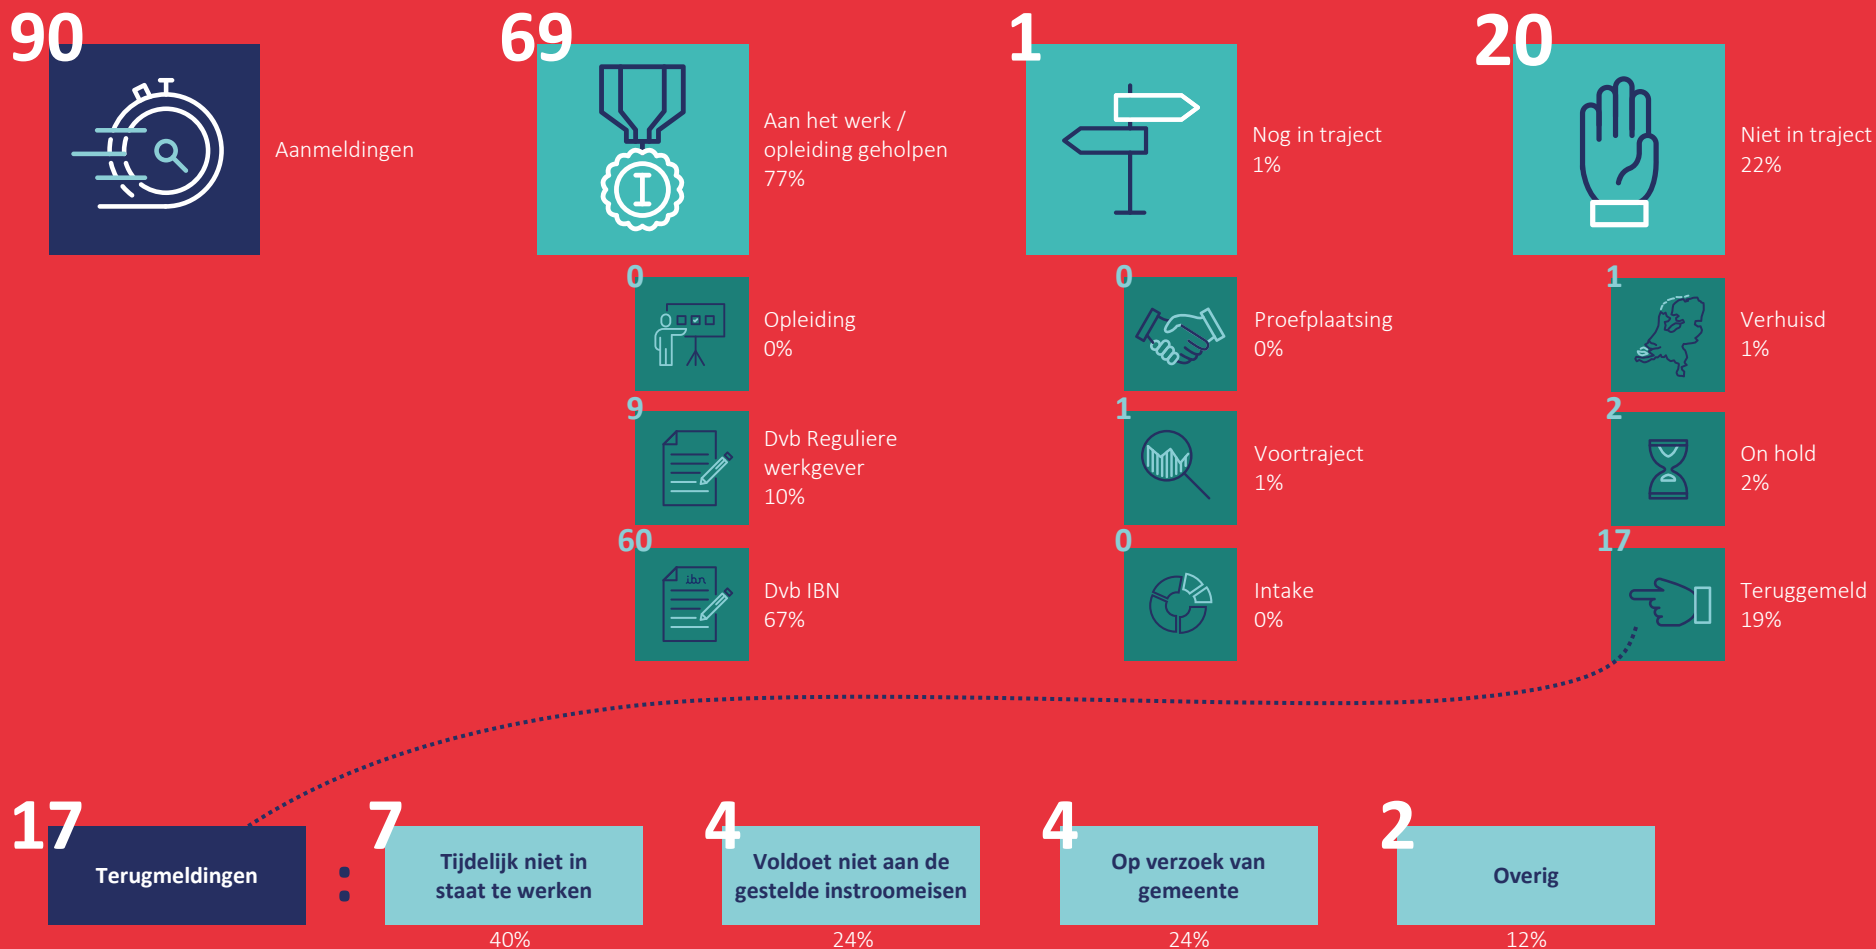 90
Aanmeldingen
69
Aan het werk /
opleiding geholpen
77%
0
Opleiding
0%
9
Dvb Reguliere
werkgever
10%
60
ibn
Dvb IBN
67%
1
Nog in traject
1%
0
Proefplaatsing
0%
1
Voortraject
1%
0
Intake
0%
20
Niet in traject
22%
1
Verhuisd
1%
2
On hold
2%
17
Teruggemeld
19%
17
Terugmeldingen
:
7
Tijdelijk niet in
staat te werken
40%
4
Voldoet niet aan de
gestelde instroomeisen
24%
4
Op verzoek van
gemeente
24%
2
Overig
12%